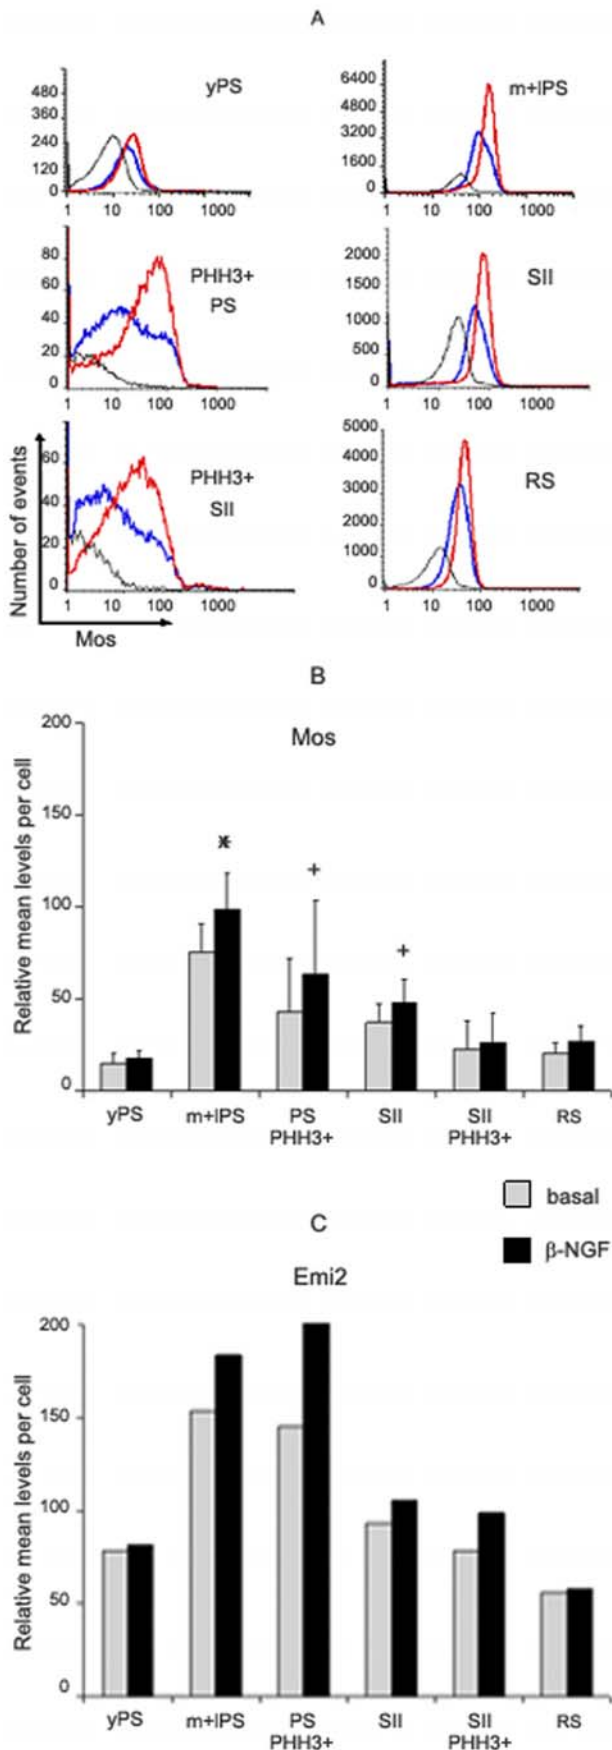 A
yPS
480
360
240
120
0
1 10 100 1000
m+lPS
6400
4800
3200
1600
0
1 10 100 1000
PHH3+
PS
80
60
40
20
0
1 10 100 1000
SII
2000
1500
1000
500
0
1 10 100 1000
PHH3+
SII
60
40
20
0
1 10 100 1000
RS
5000
4000
3000
2000
1000
0
1 10 100 1000
Number of events
Mos
B
Mos
Relative mean levels per cell
200
150
100
50
0
*
+
+
yPS m+lPS PS SII SII RS
PHH3+ PHH3+
basal
β-NGF
C
Emi2
Relative mean levels per cell
200
150
100
50
0
yPS m+lPS PS SII SII RS
PHH3+ PHH3+